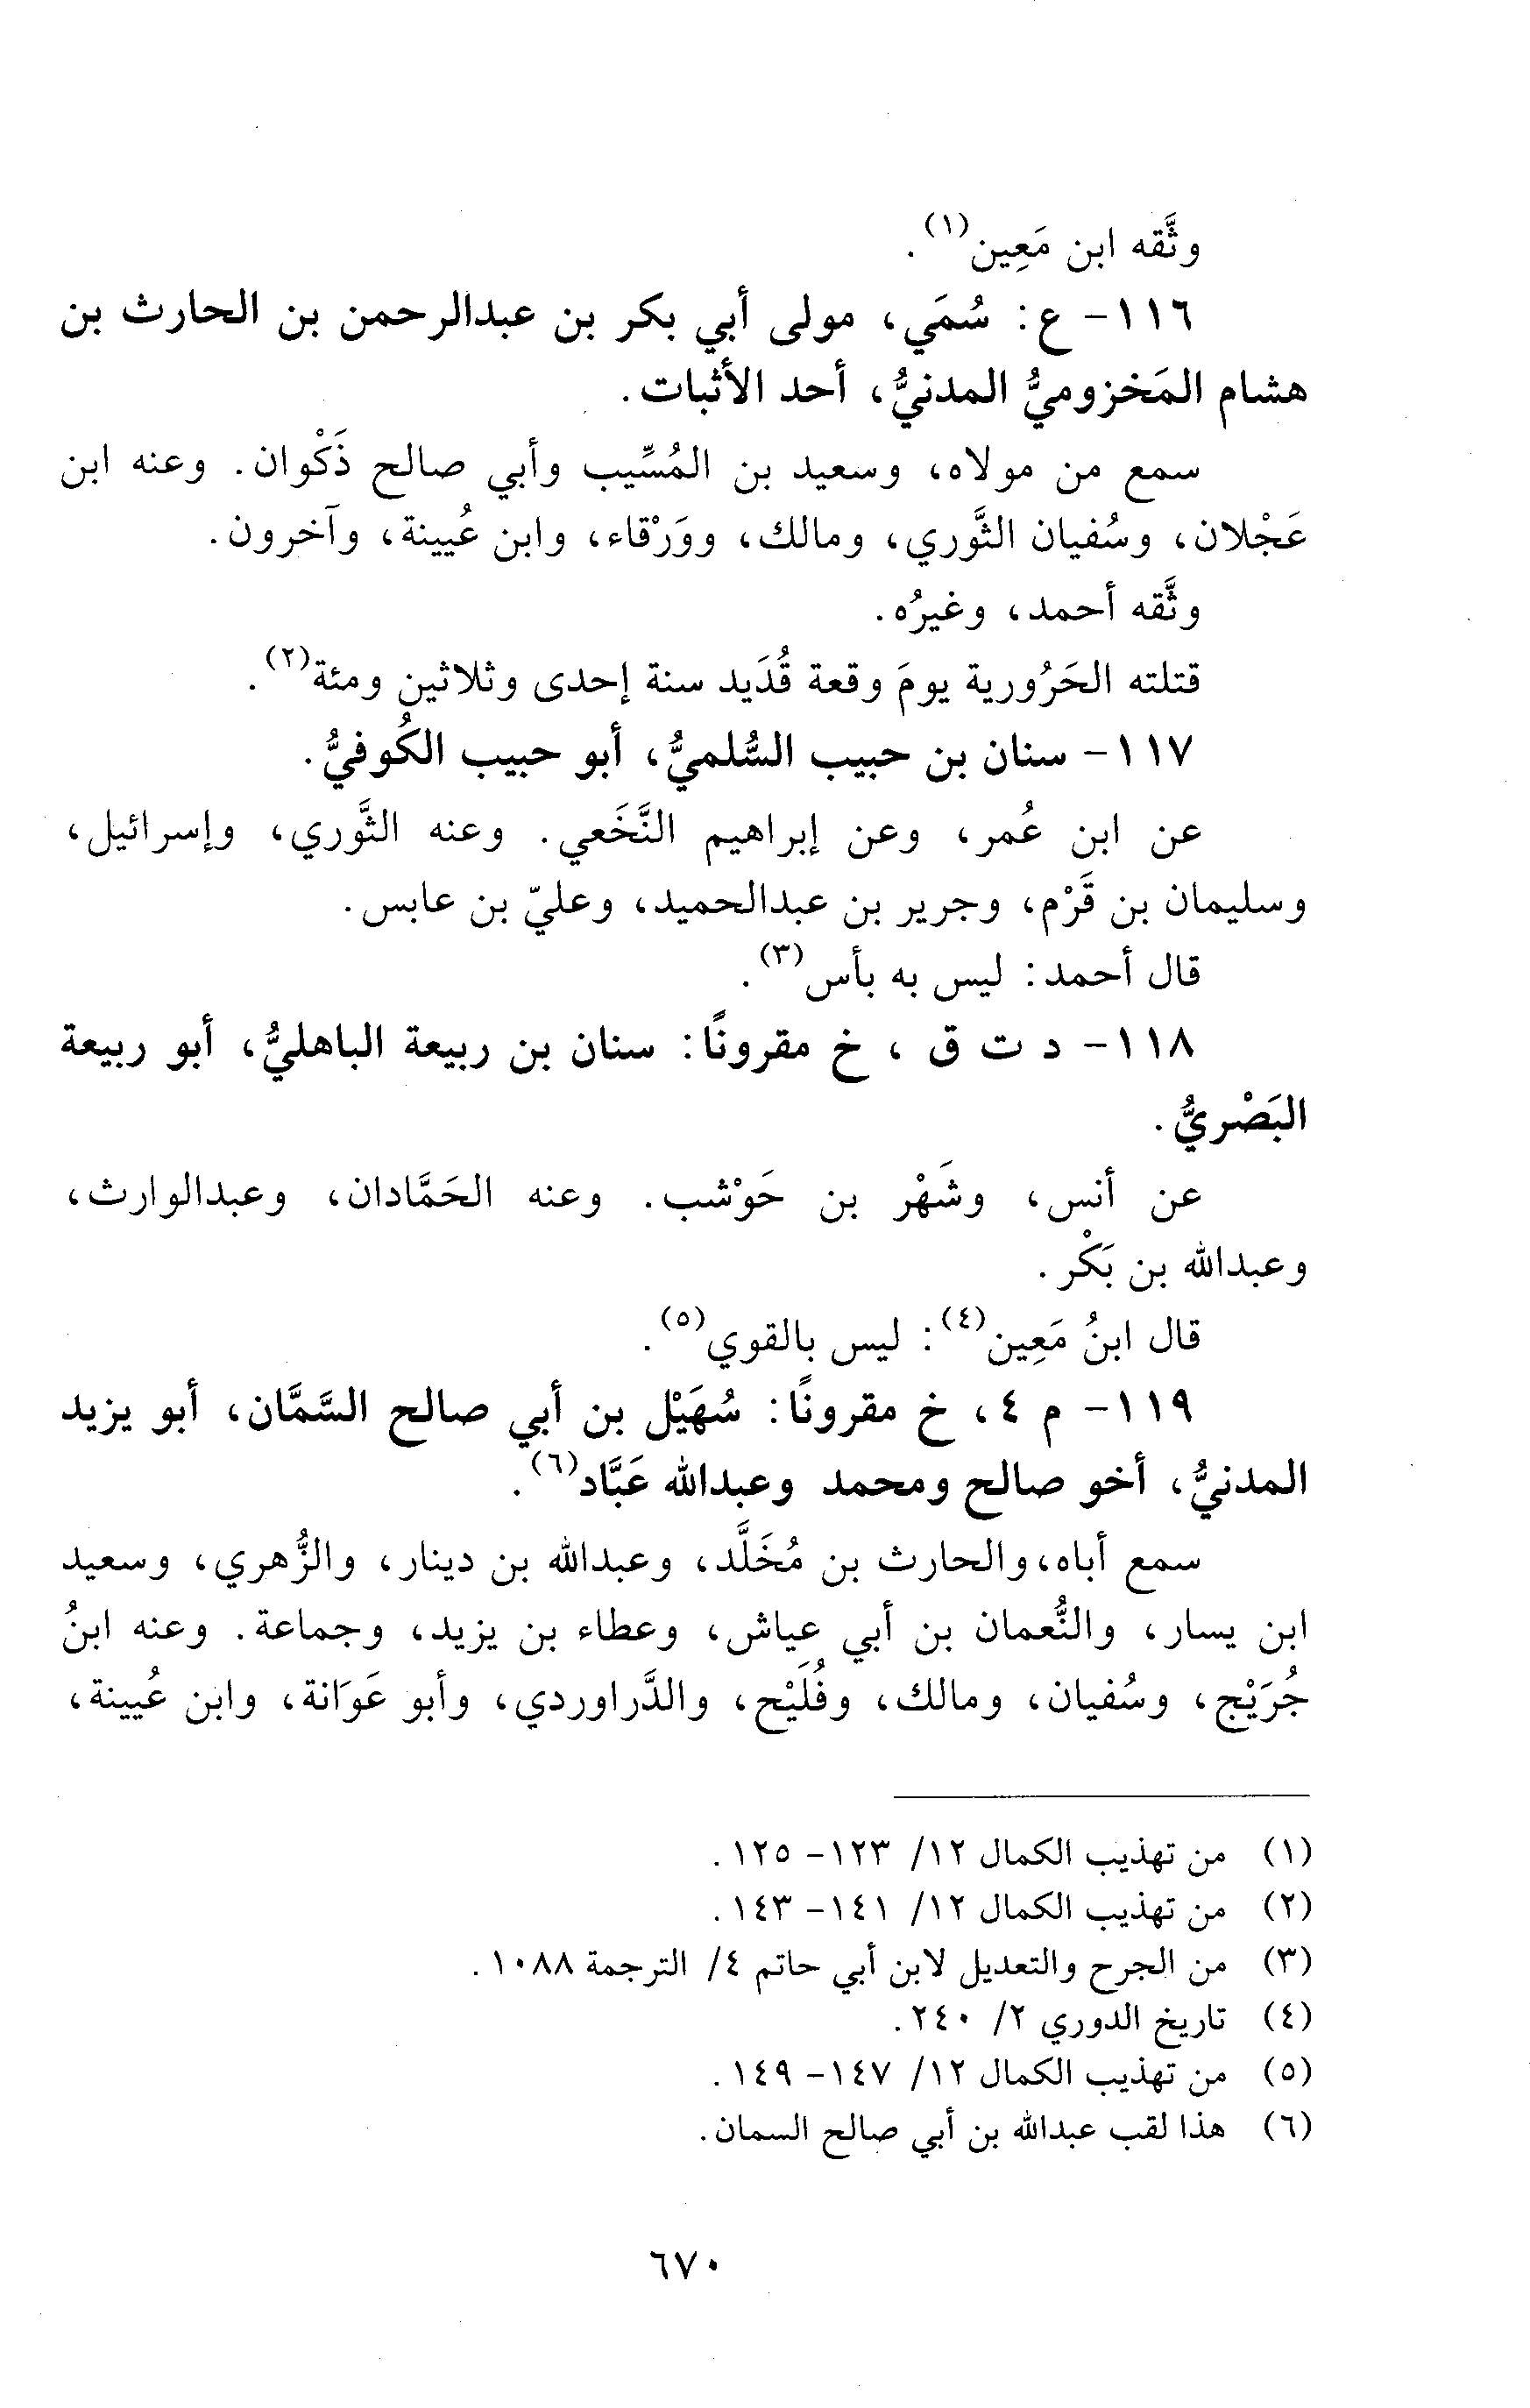 وثَّقه ابن مَعِين(١).
١١٦- ع: سُمَي، مولى أبي بكر بن عبدالرحمن بن الحارث بن
هشام المَخزوميُّ المدنيُّ، أحد الأثبات.
سمع من مولاه، وسعيد بن المُسِّيب وأبي صالح ذَكْوان. وعنه ابن
عَجْلان، وسُفيان الثَّوري، ومالك، ووَرْقاء، وابن عُيينة، وآخرون.
وثَّقه أحمد، وغيرُه.
قتلته الحَرُورية يومَ وقعة قُدَيد سنة إحدى وثلاثين ومئة(٢).
١١٧- سنان بن حبيب السُّلميُّ، أبو حبيب الكُوفيُّ.
عن ابن عُمر، وعن إبراهيم النَّخَعي. وعنه الثَّوري، وإسرائيل،
وسليمان بن قَرْم، وجرير بن عبدالحميد، وعليّ بن عابس.
قال أحمد: ليس به بأس(٣).
١١٨- د ت ق ، خ مقرونًا: سنان بن ربيعة الباهليُّ، أبو ربيعة
البَصْريُّ.
عن أنس، وشَهْر بن حَوْشب. وعنه الحَمَّادان، وعبدالوارث،
وعبدالله بن بَكْر.
قال ابنُ مَعِين(٤): ليس بالقوي(٥).
١١٩- م ٤، خ مقرونًا: سُهَيْل بن أبي صالح السَّمَّان، أبو يزيد
المدنيُّ، أخو صالح ومحمد وعبدالله عَبَّاد(٦).
سمع أباه، والحارث بن مُخَلَّد، وعبدالله بن دينار، والزُّهري، وسعيد
ابن يسار، والنُّعمان بن أبي عياش، وعطاء بن يزيد، وجماعة. وعنه ابنُ
جُرَيْج، وسُفيان، ومالك، وفُلَيْح، والدَّراوردي، وأبو عَوَانة، وابن عُيينة،
(١) من تهذيب الكمال ١٢/ ١٢٣- ١٢٥.
(٢) من تهذيب الكمال ١٢/ ١٤١- ١٤٣.
(٣) من الجرح والتعديل لابن أبي حاتم ٤/ الترجمة ١٠٨٨.
(٤) تاريخ الدوري ٢/ ٢٤٠.
(٥) من تهذيب الكمال ١٢/ ١٤٧- ١٤٩.
(٦) هذا لقب عبدالله بن أبي صالح السمان.
٦٧٠